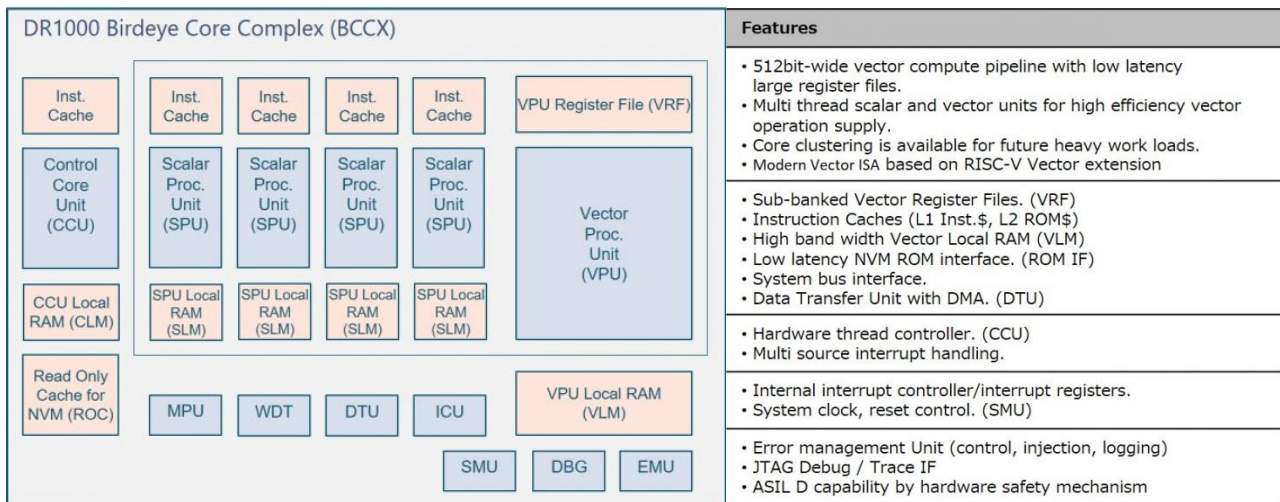 DR1000 Birdeye Core Complex (BCCX)
Inst.
Cache
Inst.
Cache
Inst.
Cache
Inst.
Cache
Inst.
Cache
VPU Register File (VRF)
Control
Core
Unit
(CCU)
Scalar
Proc.
Unit
(SPU)
Scalar
Proc.
Unit
(SPU)
Scalar
Proc.
Unit
(SPU)
Scalar
Proc.
Unit
(SPU)
Vector
Proc.
Unit
(VPU)
CCU Local
RAM (CLM)
SPU Local
RAM
(SLM)
SPU Local
RAM
(SLM)
SPU Local
RAM
(SLM)
SPU Local
RAM
(SLM)
Read Only
Cache for
NVM (ROC)
MPU
WDT
DTU
ICU
VPU Local RAM
(VLM)
SMU
DBG
EMU
Features
• 512bit-wide vector compute pipeline with low latency
large register files.
• Multi thread scalar and vector units for high efficiency vector
operation supply.
• Core clustering is available for future heavy work loads.
• Modern Vector ISA based on RISC-V Vector extension
• Sub-banked Vector Register Files. (VRF)
• Instruction Caches (L1 Inst.$, L2 ROM$)
• High band width Vector Local RAM (VLM)
• Low latency NVM ROM interface. (ROM IF)
• System bus interface.
• Data Transfer Unit with DMA. (DTU)
• Hardware thread controller. (CCU)
• Multi source interrupt handling.
• Internal interrupt controller/interrupt registers.
• System clock, reset control. (SMU)
• Error management Unit (control, injection, logging)
• JTAG Debug / Trace IF
• ASIL D capability by hardware safety mechanism